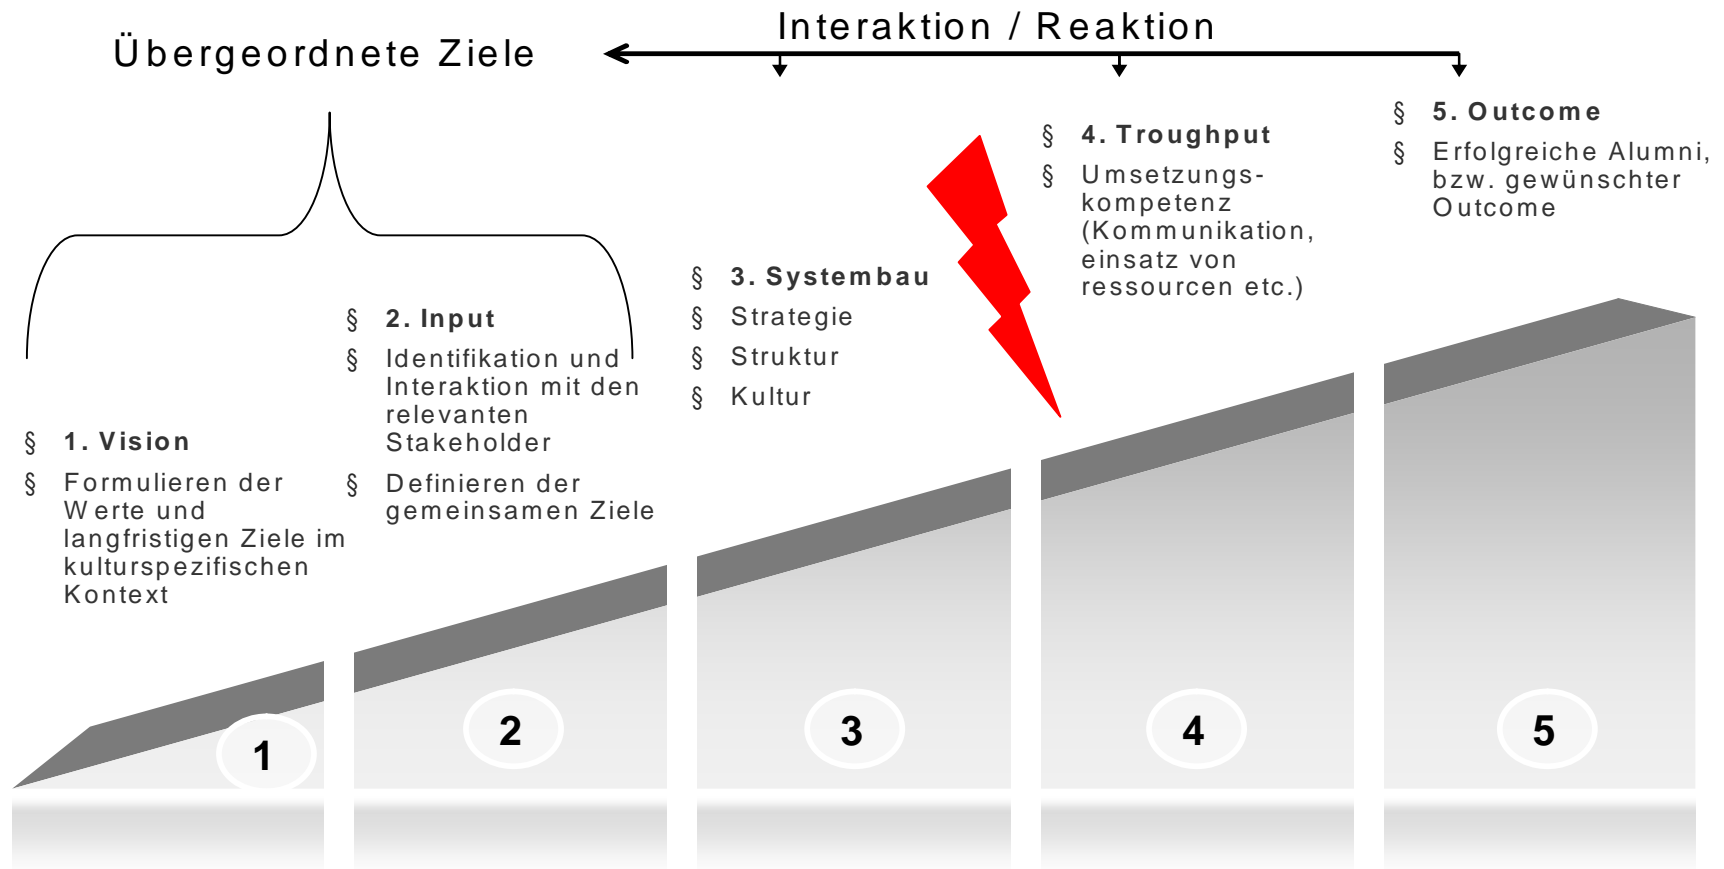 Interaktion / Reaktion
Übergeordnete Ziele
§ 5. Outcome
§ Erfolgreiche Alumni,
bzw. gewünschter
Outcome
§ 4. Troughput
§ Umsetzungs-
kompetenz
(Kommunikation,
einsatz von
ressourcen etc.)
§ 3. Systembau
§ Strategie
§ Struktur
§ Kultur
§ 2. Input
§ Identifikation und
Interaktion mit den
relevanten
Stakeholder
§ Definieren der
gemeinsamen Ziele
§ 1. Vision
§ Formulieren der
Werte und
langfristigen Ziele im
kulturspezifischen
Kontext
1
2
3
4
5